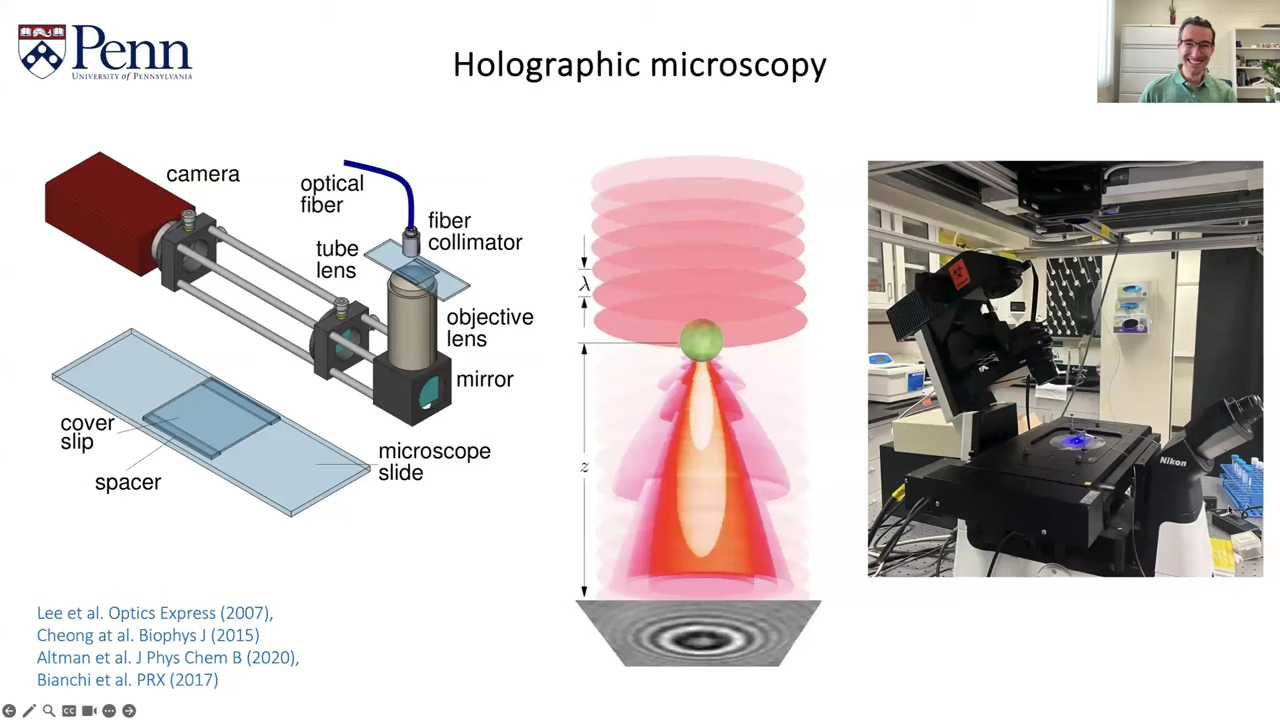 Penn
UNIVERSITY of PENNSYLVANIA
Holographic microscopy
camera
optical
fiber
fiber
collimator
tube
lens
objective
lens
mirror
cover
slip
spacer
microscope
slide
λ
z
Nikon
Lee et al. Optics Express (2007),
Cheong at al. Biophys J (2015)
Altman et al. J Phys Chem B (2020),
Bianchi et al. PRX (2017)
CC